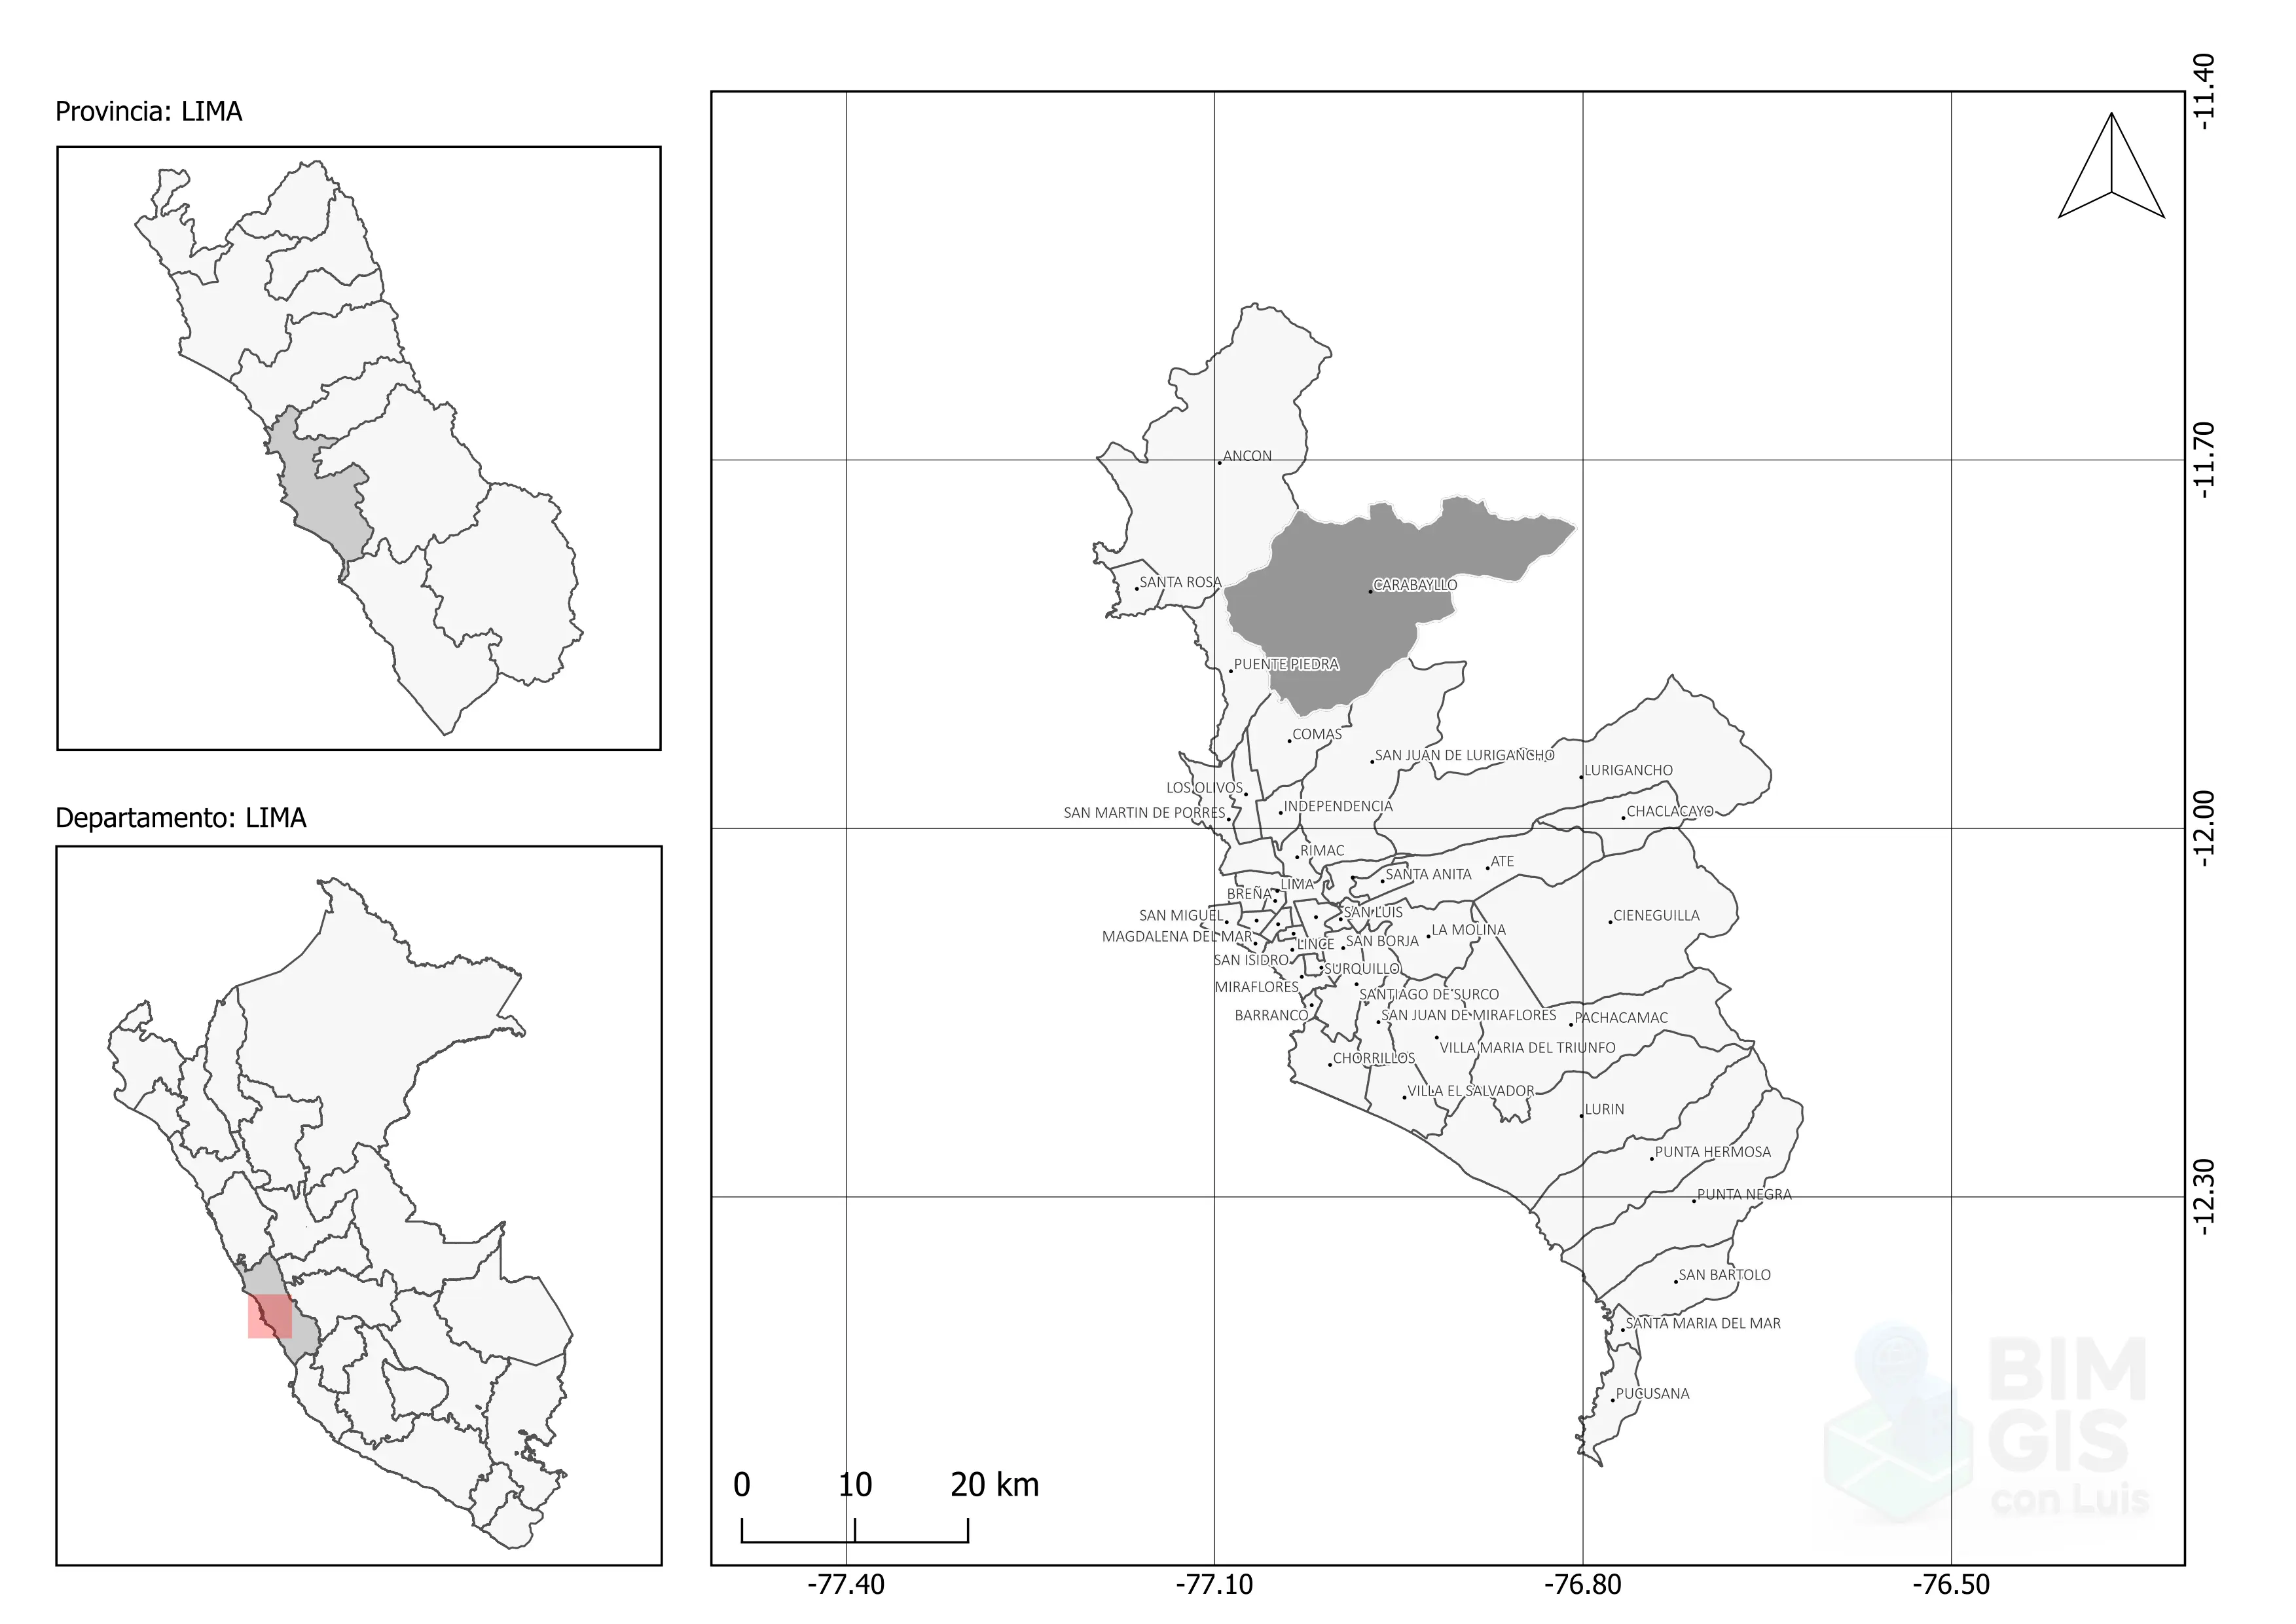 Provincia: LIMA
Departamento: LIMA
-11.40
-11.70
-12.00
-12.30
-77.40
-77.10
-76.80
-76.50
0 10 20 km
ANCON
SANTA ROSA
CARABAYLLO
PUENTE PIEDRA
COMAS
SAN JUAN DE LURIGANCHO
LURIGANCHO
LOS OLIVOS
INDEPENDENCIA
SAN MARTIN DE PORRES
CHACLACAYO
RIMAC
ATE
SANTA ANITA
LIMA
BREÑA
SAN MIGUEL
SAN LUIS
CIENEGUILLA
LA MOLINA
MAGDALENA DEL MAR
LINCE
SAN BORJA
SAN ISIDRO
SURQUILLO
MIRAFLORES
SANTIAGO DE SURCO
BARRANCO
SAN JUAN DE MIRAFLORES
PACHACAMAC
VILLA MARIA DEL TRIUNFO
CHORRILLOS
VILLA EL SALVADOR
LURIN
PUNTA HERMOSA
PUNTA NEGRA
SAN BARTOLO
SANTA MARIA DEL MAR
PUCUSANA
BIM
GIS
con Luis